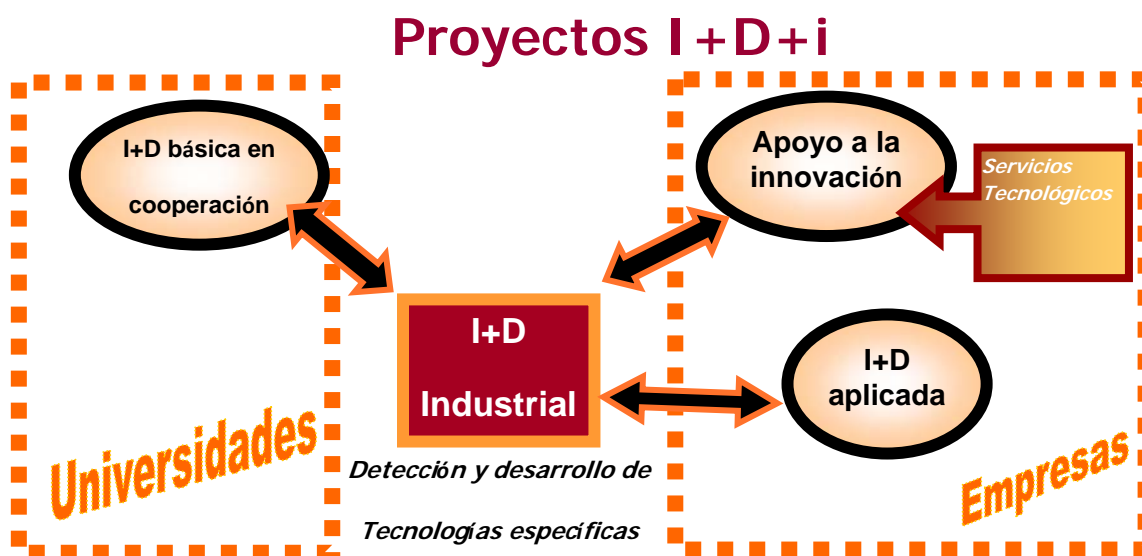 Proyectos I+D+i
I+D básica en
cooperación
Apoyo a la
innovación
Servicios
Tecnológicos
I+D
Industrial
I+D
aplicada
Universidades
Detección y desarrollo de
Tecnologías específicas
Empresas